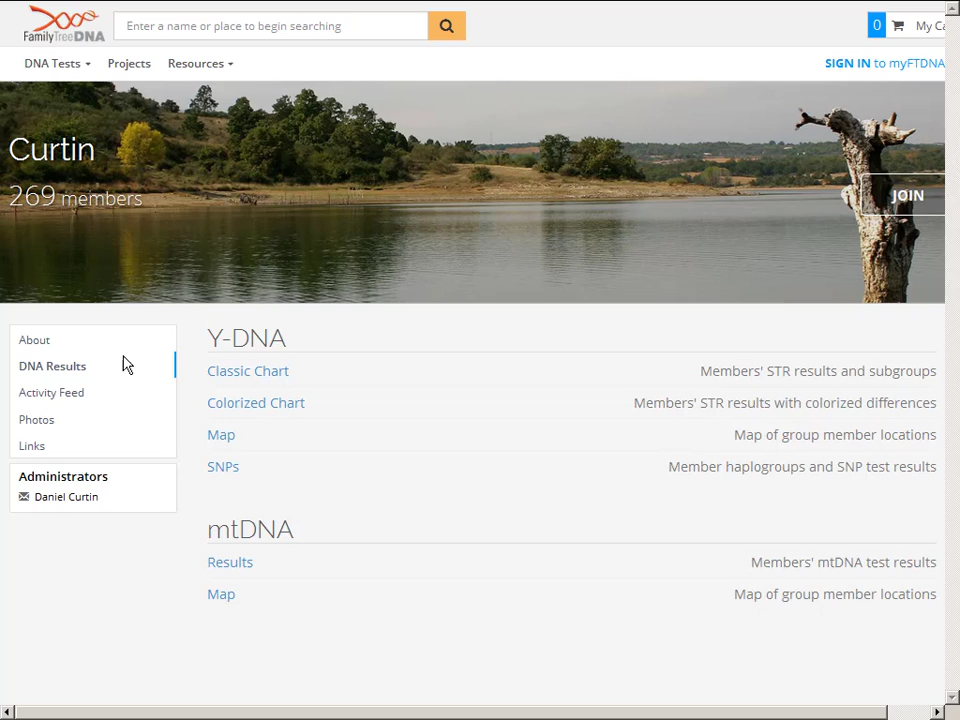 FamilyTreeDNA
Enter a name or place to begin searching
0
My Ca
DNA Tests
Projects
Resources
SIGN IN to myFTDNA
Curtin
269 members
JOIN
About
DNA Results
Activity Feed
Photos
Links
Administrators
Daniel Curtin
Y-DNA
Classic Chart Members' STR results and subgroups
Colorized Chart Members' STR results with colorized differences
Map Map of group member locations
SNPs Member haplogroups and SNP test results
mtDNA
Results Members' mtDNA test results
Map Map of group member locations